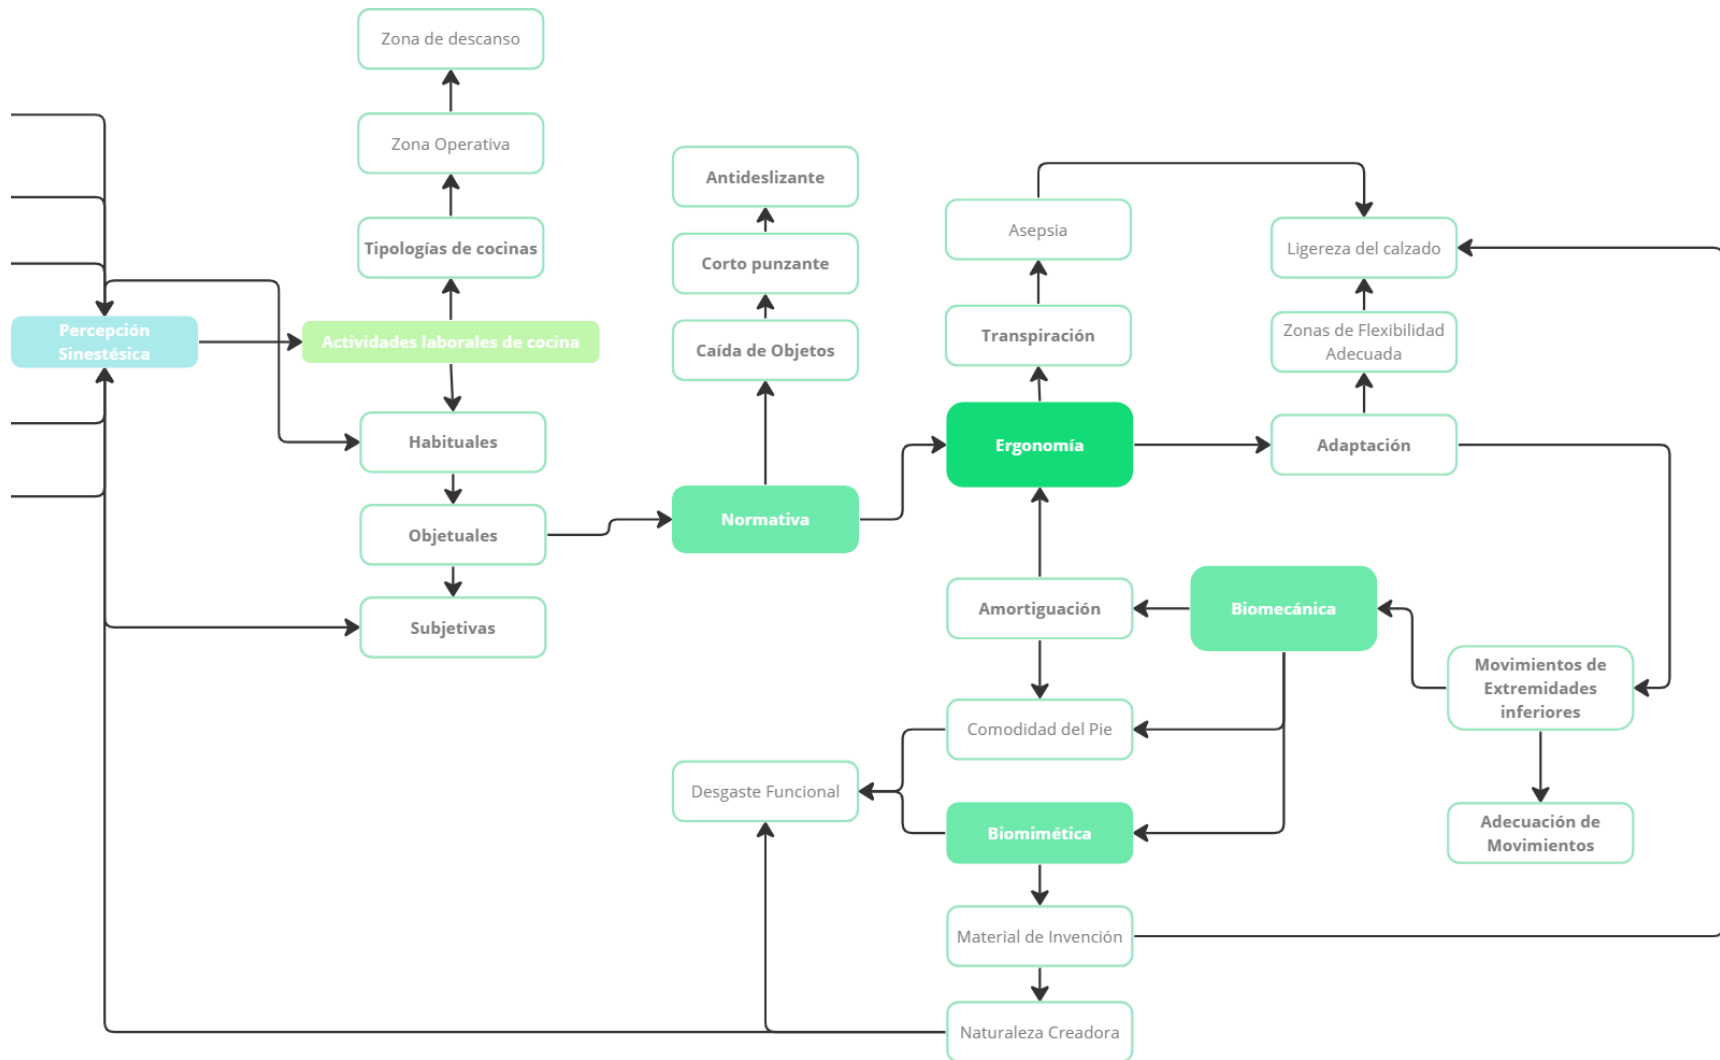 Zona de descanso
Zona Operativa
Tipologías de cocinas
Percepción
Sinestésica
Actividades laborales de cocina
Habituales
Objetuales
Subjetivas
Antideslizante
Corto punzante
Caída de Objetos
Normativa
Asepsia
Transpiración
Ergonomía
Ligereza del calzado
Zonas de Flexibilidad
Adecuada
Adaptación
Amortiguación
Biomecánica
Movimientos de
Extremidades
inferiores
Comodidad del Pie
Desgaste Funcional
Biomimética
Adecuación de
Movimientos
Material de Invención
Naturaleza Creadora